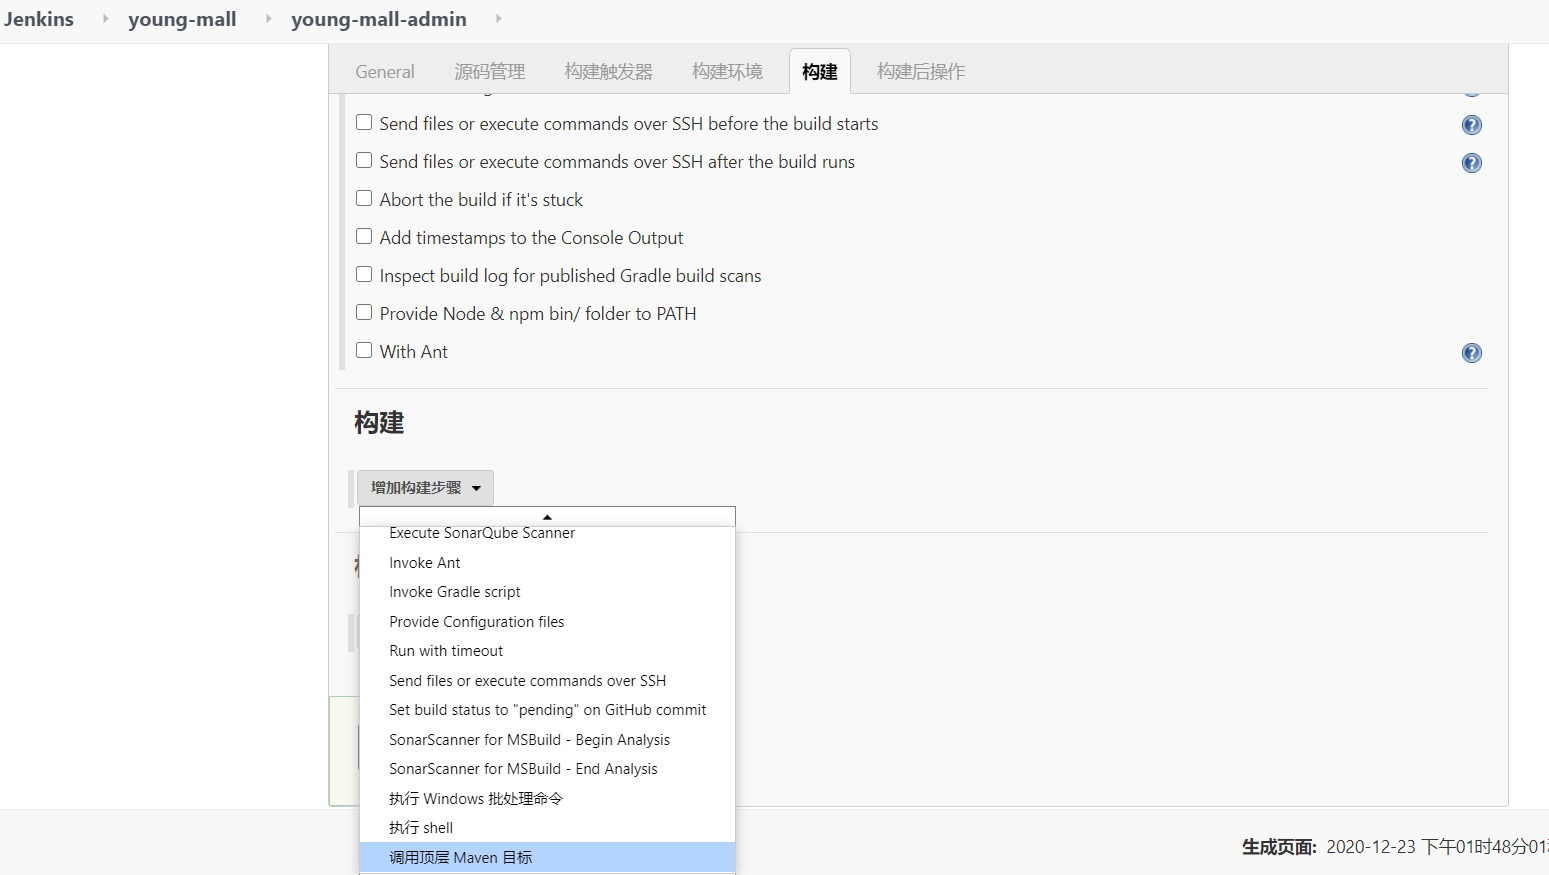 Jenkins young-mall young-mall-admin
General 源码管理 构建触发器 构建环境 构建 构建后操作
Send files or execute commands over SSH before the build starts
Send files or execute commands over SSH after the build runs
Abort the build if it's stuck
Add timestamps to the Console Output
Inspect build log for published Gradle build scans
Provide Node & npm bin/ folder to PATH
With Ant
构建
增加构建步骤
Execute SonarQube Scanner
Invoke Ant
Invoke Gradle script
Provide Configuration files
Run with timeout
Send files or execute commands over SSH
Set build status to "pending" on GitHub commit
SonarScanner for MSBuild - Begin Analysis
SonarScanner for MSBuild - End Analysis
执行 Windows 批处理命令
执行 shell
调用顶层 Maven 目标
生成页面: 2020-12-23 下午01时48分01